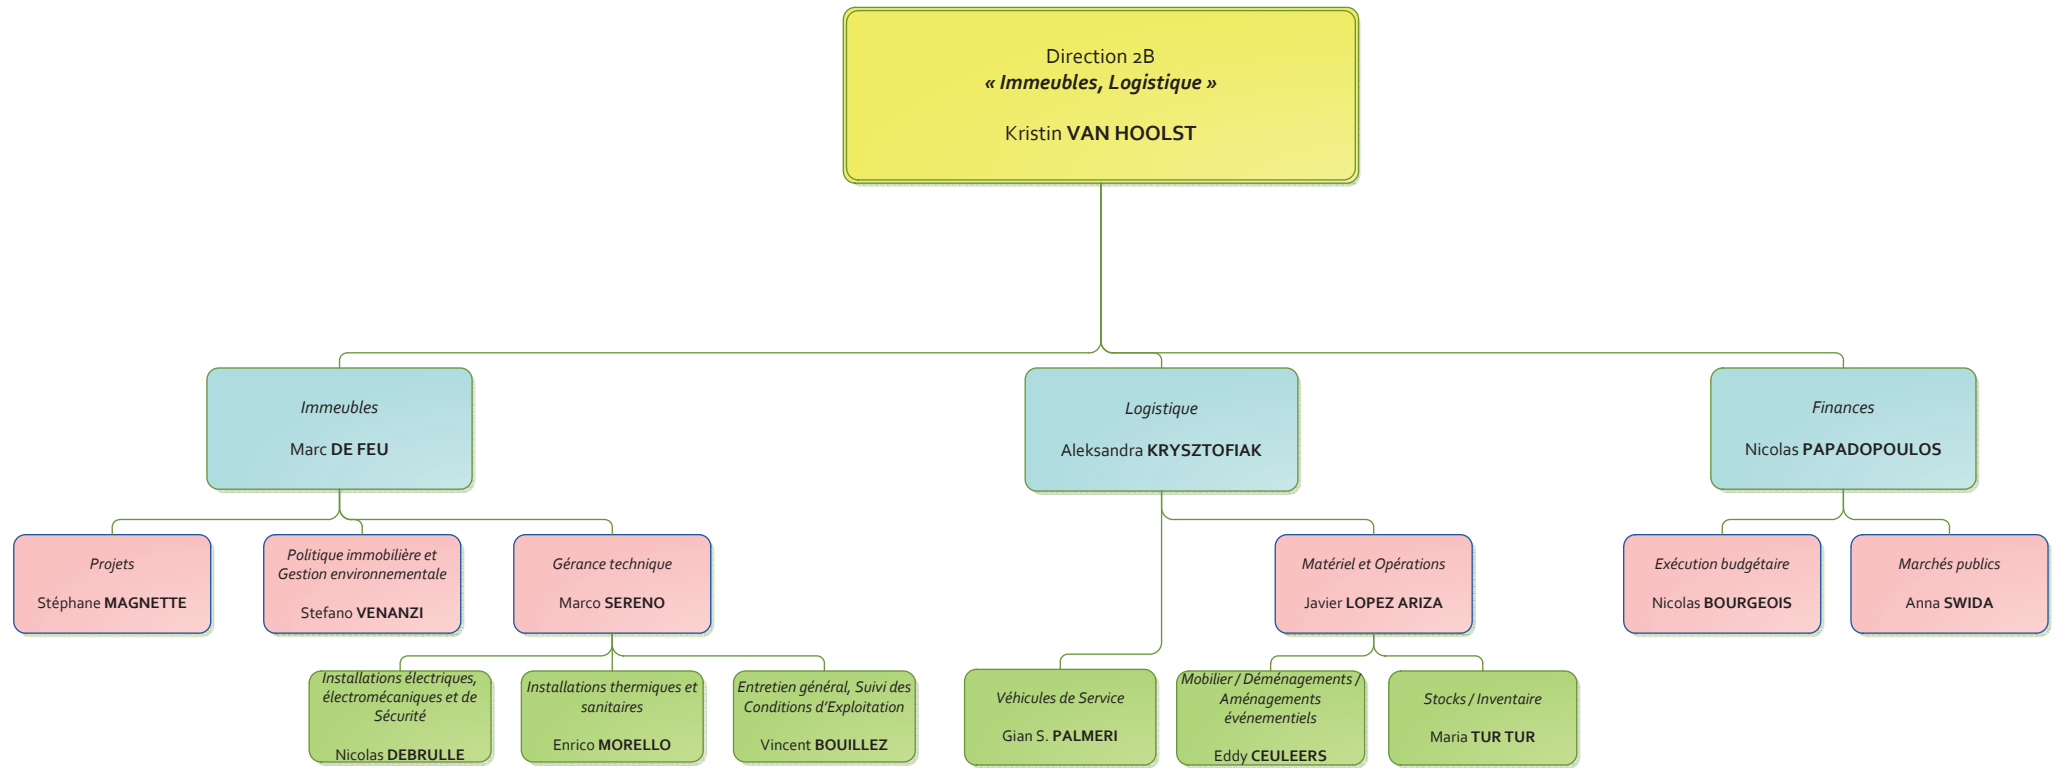 Direction 2B
« Immeubles, Logistique »
Kristin VAN HOOLST
Immeubles
Marc DE FEU
Logistique
Aleksandra KRYSZTOFIAK
Finances
Nicolas PAPADOPOULOS
Projets
Stéphane MAGNETTE
Politique immobilière et
Gestion environnementale
Stefano VENANZI
Gérance technique
Marco SERENO
Matériel et Opérations
Javier LOPEZ ARIZA
Exécution budgétaire
Nicolas BOURGEOIS
Marchés publics
Anna SWIDA
Installations électriques,
électromécaniques et de
Sécurité
Nicolas DEBRULLE
Installations thermiques et
sanitaires
Enrico MORELLO
Entretien général, Suivi des
Conditions d'Exploitation
Vincent BOUILLEZ
Véhicules de Service
Gian S. PALMERI
Mobilier / Déménagements /
Aménagements
événementiels
Eddy CEULEERS
Stocks / Inventaire
Maria TUR TUR